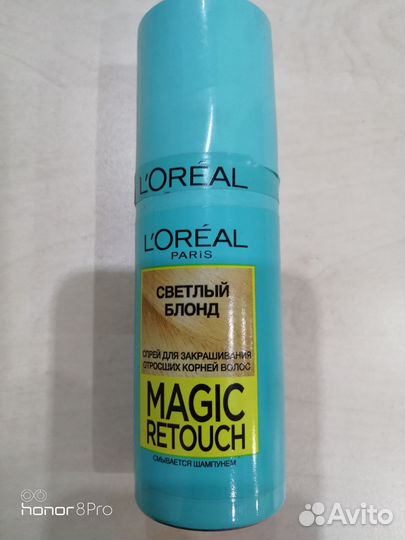 L'ORÉAL
L'ORÉAL
PARIS
СВЕТЛЫЙ
БЛОНД
СПРЕЙ ДЛЯ ЗАКРАШИВАНИЯ
ОТРОСШИХ КОРНЕЙ ВОЛОС
MAGIC
RETOUCH
СМЫВАЕТСЯ ШАМПУНЕМ
honor 8Pro
Avito